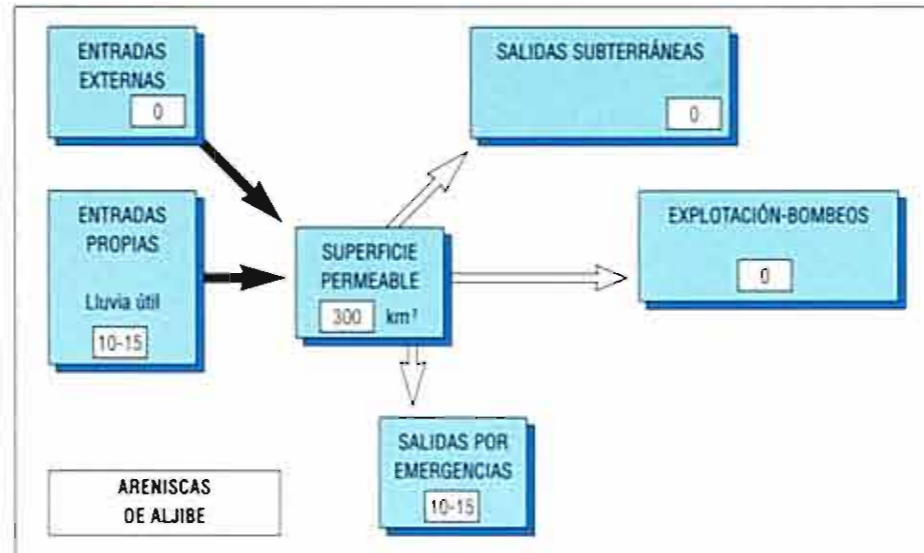 ENTRADAS
EXTERNAS
0
SALIDAS SUBTERRÁNEAS
0
ENTRADAS
PROPIAS
Lluvia útil
10-15
SUPERFICIE
PERMEABLE
300 km²
EXPLOTACIÓN-BOMBEOS
0
SALIDAS POR
EMERGENCIAS
10-15
ARENISCAS
DE ALJIBE